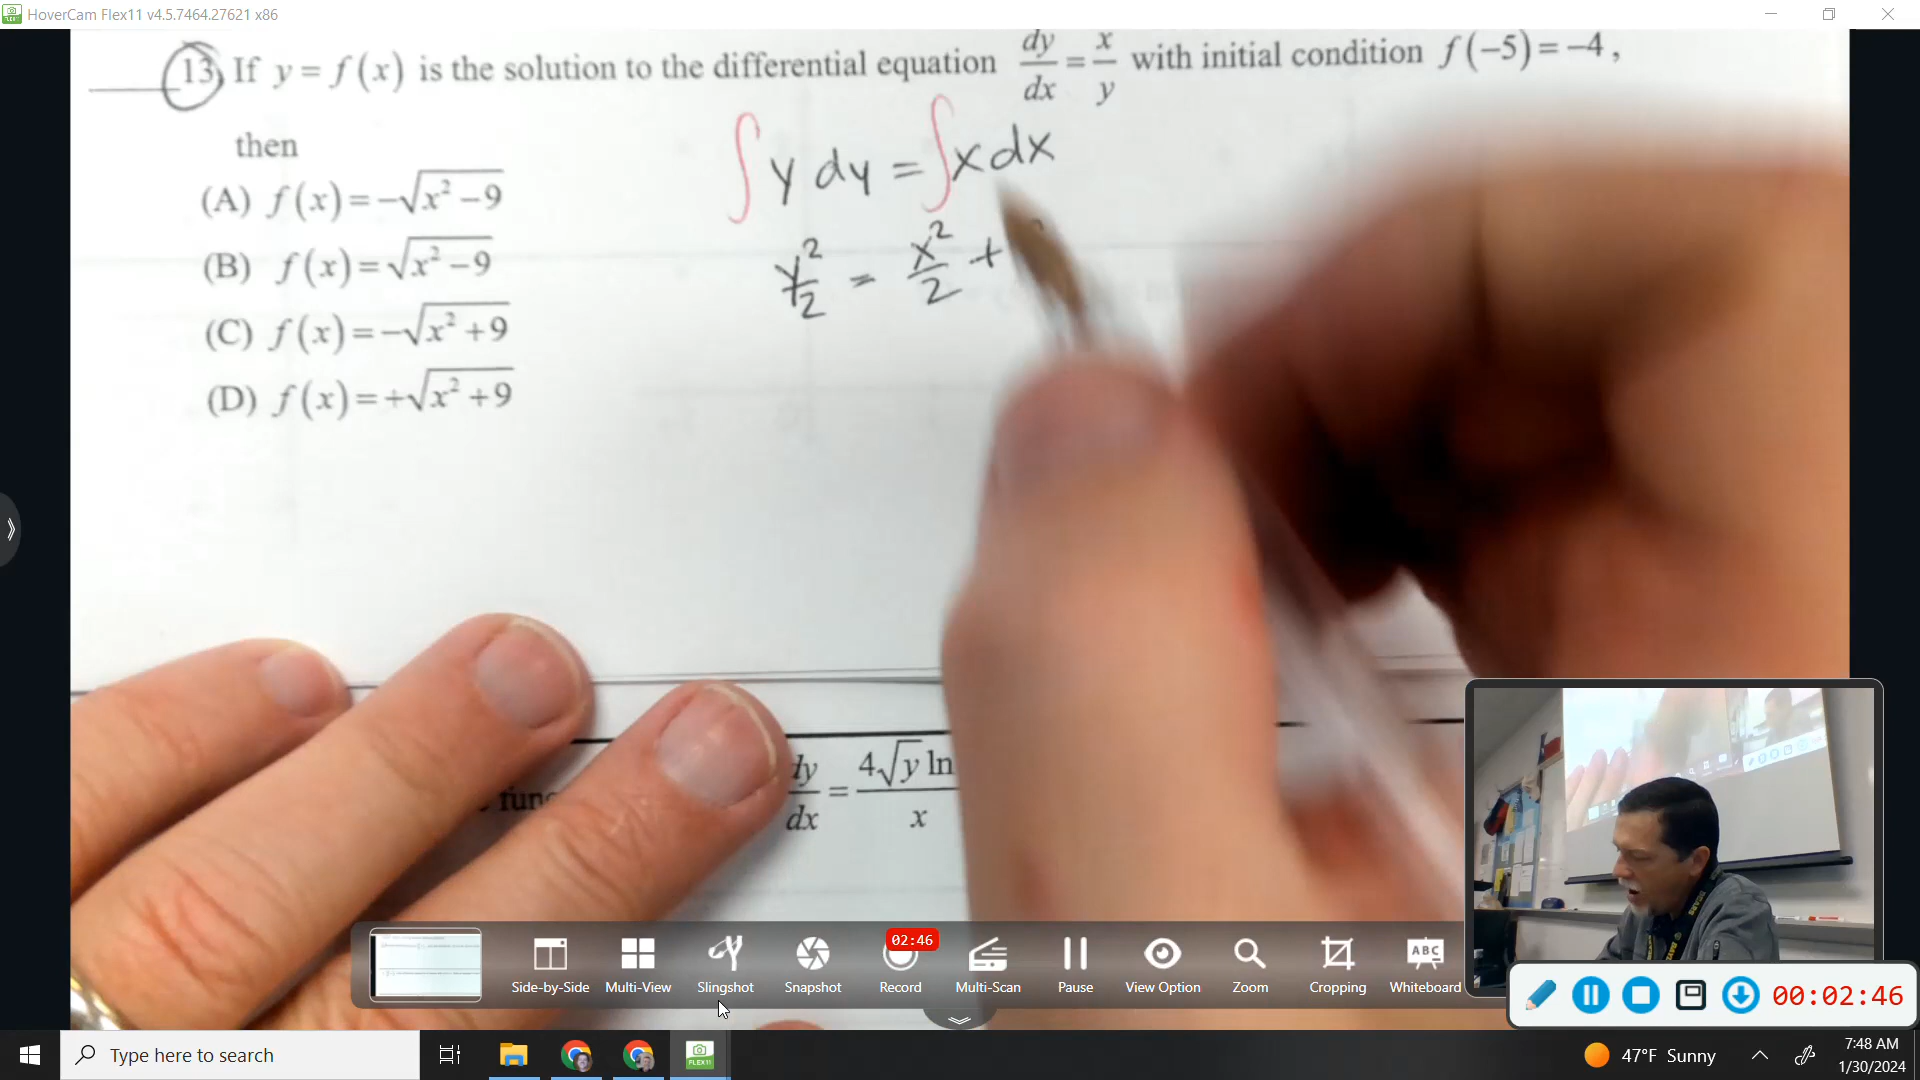 HoverCam Flex11 v4.5.7464.27621 x86
13. If y = f(x) is the solution to the differential equation dy/dx = x/y with initial condition f(−5) = −4,
then
(A) f(x) = −√(x² − 9)
(B) f(x) = √(x² − 9)
(C) f(x) = −√(x² + 9)
(D) f(x) = +√(x² + 9)
∫ y dy = ∫ x dx
y²/2 = x²/2 +
dy/dx = 4√y ln / x
02:46
Side-by-Side Multi-View Slingshot Snapshot Record Multi-Scan Pause View Option Zoom Cropping Whiteboard
ABC
00:02:46
FLEX11
Type here to search
47°F Sunny
7:48 AM
1/30/2024